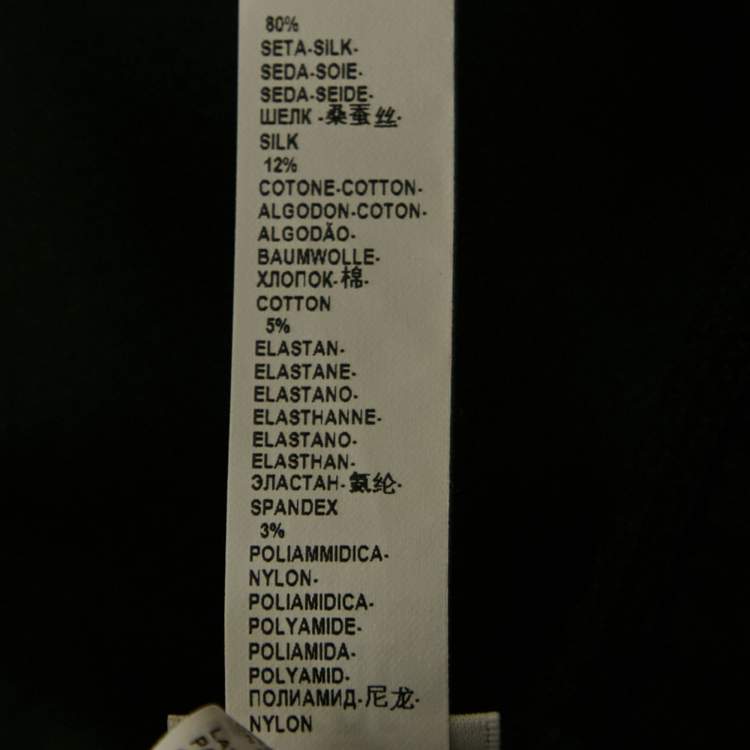 80%
SETA-SILK-
SEDA-SOIE-
SEDA-SEIDE-
ШЕЛК-桑蚕丝-
SILK
12%
COTONE-COTTON-
ALGODON-COTON-
ALGODÃO-
BAUMWOLLE-
ХЛОПОК-棉-
COTTON
5%
ELASTAN-
ELASTANE-
ELASTANO-
ELASTHANNE-
ELASTANO-
ELASTHAN-
ЭЛАСТАН-氨纶-
SPANDEX
3%
POLIAMMIDICA-
NYLON-
POLIAMIDICA-
POLYAMIDE-
POLIAMIDA-
POLYAMID-
ПОЛИАМИД-尼龙-
NYLON